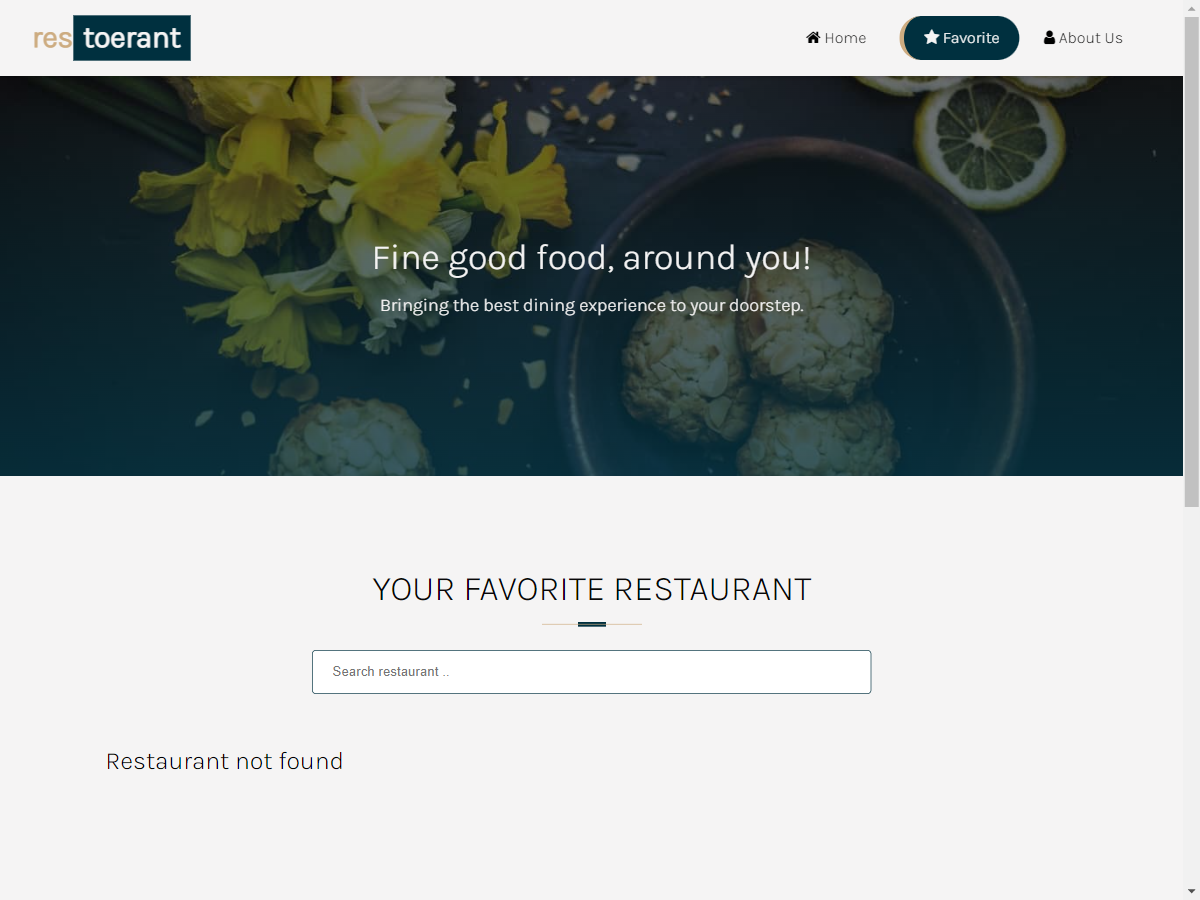 restoerant
Home
Favorite
About Us
Fine good food, around you!
Bringing the best dining experience to your doorstep.
YOUR FAVORITE RESTAURANT
Search restaurant ..
Restaurant not found